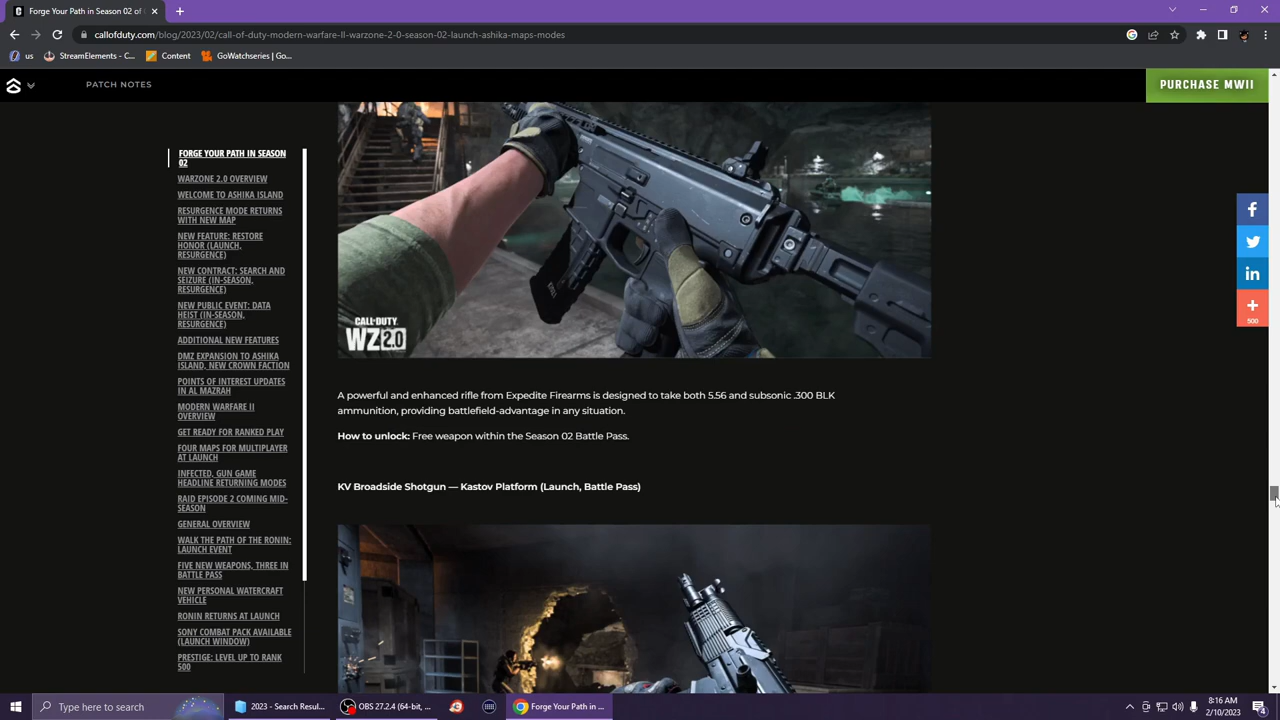 Forge Your Path in Season 02 | C
callofduty.com/blog/2023/02/call-of-duty-modern-warfare-II-warzone-2-0-season-02-launch-ashika-maps-modes
us
StreamElements - C...
Content
GoWatchseries | Go...
PATCH NOTES
PURCHASE MWII
FORGE YOUR PATH IN SEASON
02
WARZONE 2.0 OVERVIEW
WELCOME TO ASHIKA ISLAND
RESURGENCE MODE RETURNS
WITH NEW MAP
NEW FEATURE: RESTORE
HONOR (LAUNCH,
RESURGENCE)
NEW CONTRACT: SEARCH AND
SEIZURE (IN-SEASON,
RESURGENCE)
NEW PUBLIC EVENT: DATA
HEIST (IN-SEASON,
RESURGENCE)
ADDITIONAL NEW FEATURES
DMZ EXPANSION TO ASHIKA
ISLAND, NEW CROWN FACTION
POINTS OF INTEREST UPDATES
IN AL MAZRAH
MODERN WARFARE II
OVERVIEW
GET READY FOR RANKED PLAY
FOUR MAPS FOR MULTIPLAYER
AT LAUNCH
INFECTED, GUN GAME
HEADLINE RETURNING MODES
RAID EPISODE 2 COMING MID-
SEASON
GENERAL OVERVIEW
WALK THE PATH OF THE RONIN:
LAUNCH EVENT
FIVE NEW WEAPONS, THREE IN
BATTLE PASS
NEW PERSONAL WATERCRAFT
VEHICLE
RONIN RETURNS AT LAUNCH
SONY COMBAT PACK AVAILABLE
(LAUNCH WINDOW)
PRESTIGE: LEVEL UP TO RANK
500
CALL·DUTY
WZ 2.0
A powerful and enhanced rifle from Expedite Firearms is designed to take both 5.56 and subsonic .300 BLK
ammunition, providing battlefield-advantage in any situation.
How to unlock: Free weapon within the Season 02 Battle Pass.
KV Broadside Shotgun — Kastov Platform (Launch, Battle Pass)
500
Type here to search
2023 - Search Resul...
OBS 27.2.4 (64-bit, ...
Forge Your Path in ...
8:16 AM
2/10/2023
4